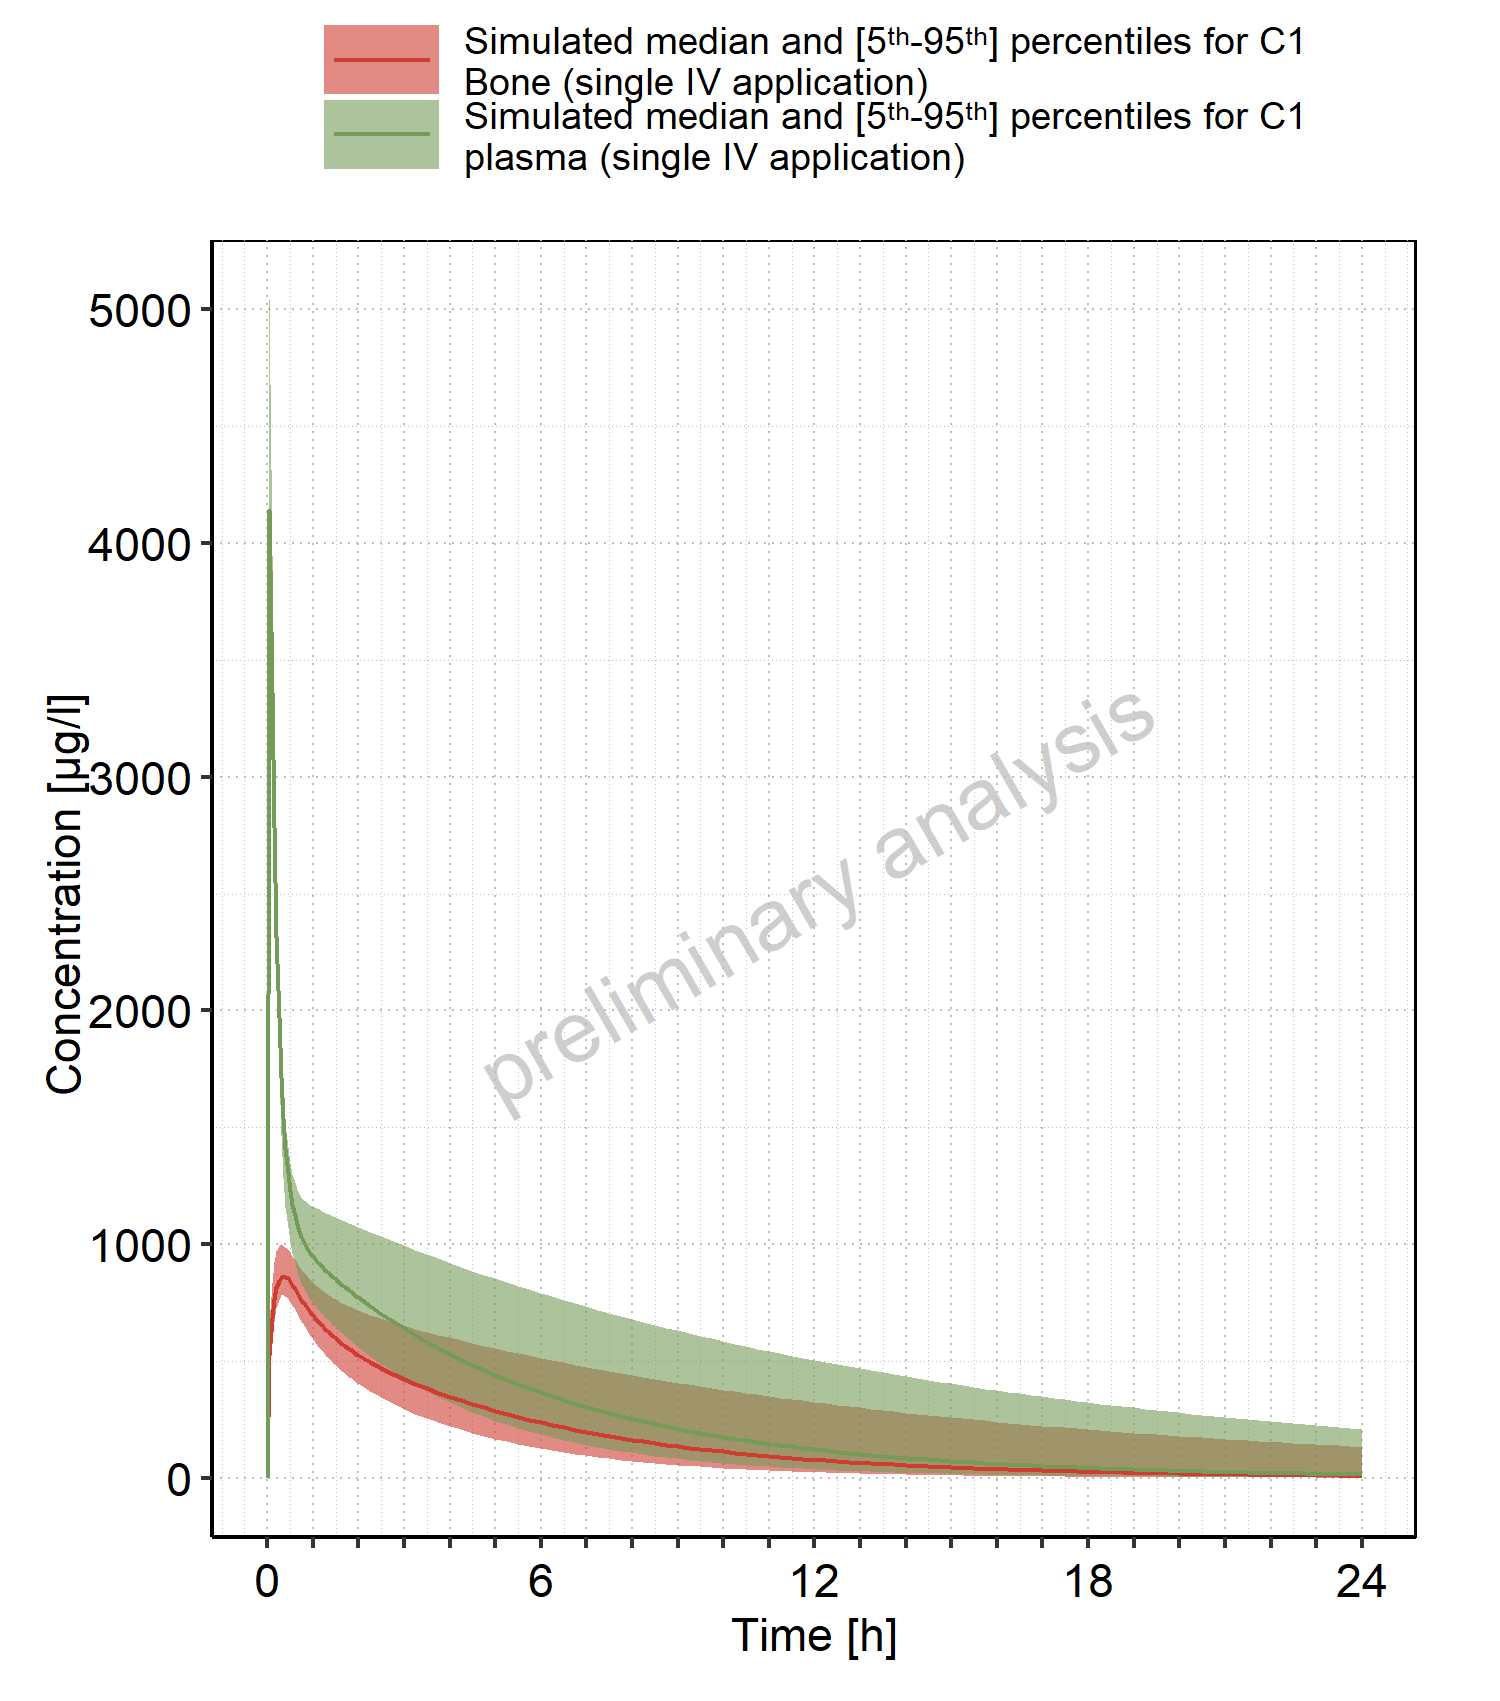 Simulated median and [5th-95th] percentiles for C1
Bone (single IV application)
Simulated median and [5th-95th] percentiles for C1
plasma (single IV application)
5000
4000
3000
2000
1000
0
Concentration [µg/l]
preliminary analysis
0 6 12 18 24
Time [h]